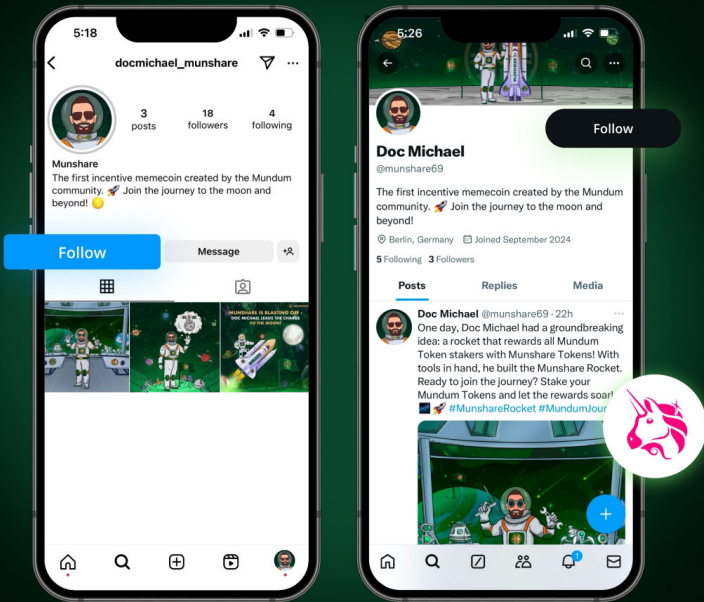 5:18
docmichael_munshare
3
posts
18
followers
4
following
Munshare
The first incentive memecoin created by the Mundum
community. 🚀 Join the journey to the moon and
beyond! 🌕
Follow
Message
MUNSHARE IS BLASTING OFF -
DOC MICHAEL LEADS THE CHARGE
TO THE MOON!
5:26
Follow
Doc Michael
@munshare69
The first incentive memecoin created by the Mundum
community. 🚀 Join the journey to the moon and
beyond!
Berlin, Germany Joined September 2024
5 Following 3 Followers
Posts Replies Media
Doc Michael @munshare69 · 22h
One day, Doc Michael had a groundbreaking
idea: a rocket that rewards all Mundum
Token stakers with Munshare Tokens! With
tools in hand, he built the Munshare Rocket.
Ready to join the journey? Stake your
Mundum Tokens and let the rewards soar!
🚀 #MunshareRocket #MundumJour
1